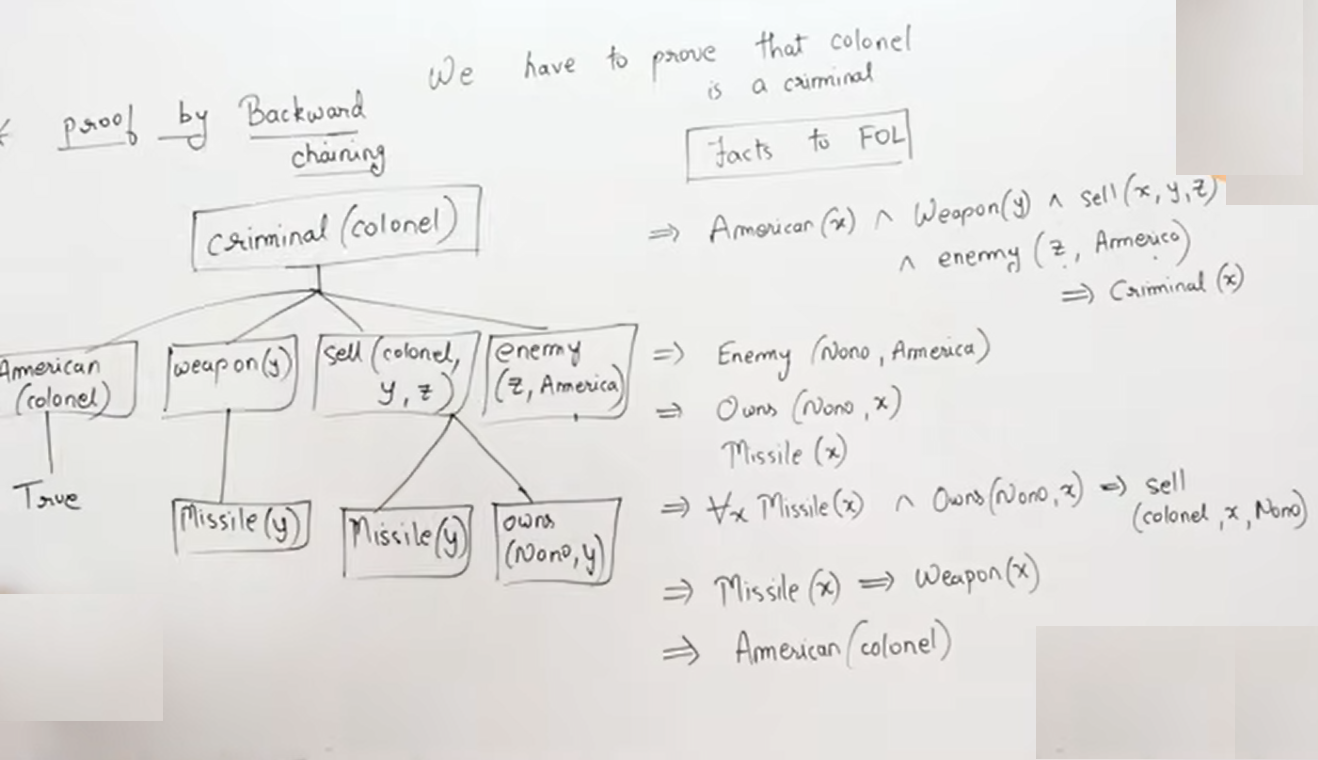 We have to prove that colonel
is a criminal
proof by Backward
chaining
Facts to FOL
criminal (colonel)
American
(colonel)
weapon(y)
sell (colonel,
y, z)
enemy
(z, America)
True
Missile(y)
Missile(y)
owns
(Nono, y)
⇒ American (x) ∧ Weapon(y) ∧ sell (x, y, z)
∧ enemy (z, America)
⇒ Criminal (x)
⇒ Enemy (Nono, America)
⇒ Owns (Nono, x)
Missile (x)
⇒ ∀x Missile(x) ∧ Owns (Nono, x) ⇒ sell
(colonel, x, Nono)
⇒ Missile (x) ⇒ Weapon(x)
⇒ American (colonel)